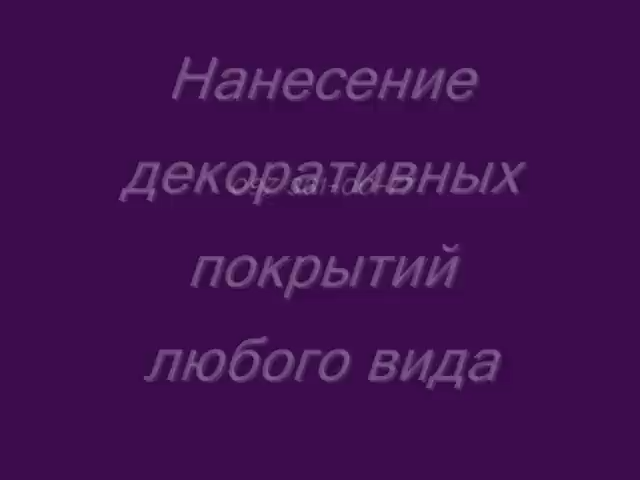 Нанесение
декоративных
покрытий
любого вида